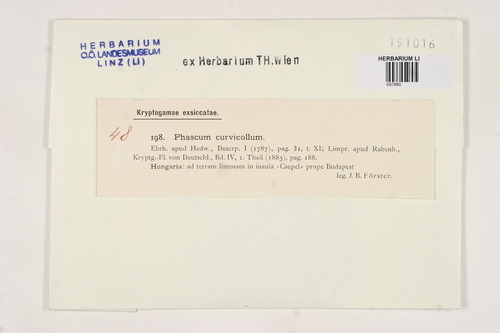 HERBARIUM
O.Ö. LANDESMUSEUM
LINZ (LI)
ex Herbarium TH.Wien
191016
HERBARIUM LI
Kryptogamae exsiccatae.
48
198. Phascum curvicollum.
Ehrh. apud Hedw., Descrp. I (1787), pag. 31, t. XI; Limpr. apud Rabenh.,
Kryptg.-Fl. von Deutschl., Bd. IV, 1. Theil (1885), pag. 188.
Hungaria: ad terram limosam in insula »Csepel« prope Budapest
leg. J. B. Förster.